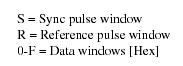 S = Sync pulse window
R = Reference pulse window
0-F = Data windows [Hex]